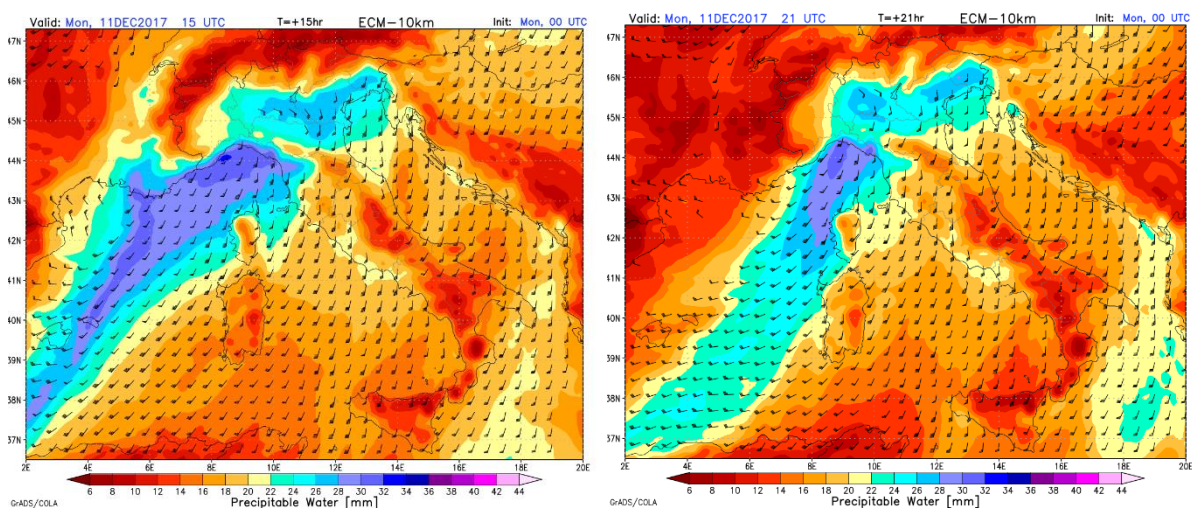 Valid: Mon, 11DEC2017 15 UTC T=+15hr ECM-10km Init: Mon, 00 UTC
47N
46N
45N
44N
43N
42N
41N
40N
39N
38N
37N
2E 4E 6E 8E 10E 12E 14E 16E 18E 20E
6 8 10 12 14 16 18 20 22 24 26 28 30 32 34 36 38 40 42 44
GrADS/COLA Precipitable Water [mm]
Valid: Mon, 11DEC2017 21 UTC T=+21hr ECM-10km Init: Mon, 00 UTC
47N
46N
45N
44N
43N
42N
41N
40N
39N
38N
37N
2E 4E 6E 8E 10E 12E 14E 16E 18E 20E
6 8 10 12 14 16 18 20 22 24 26 28 30 32 34 36 38 40 42 44
GrADS/COLA Precipitable Water [mm]